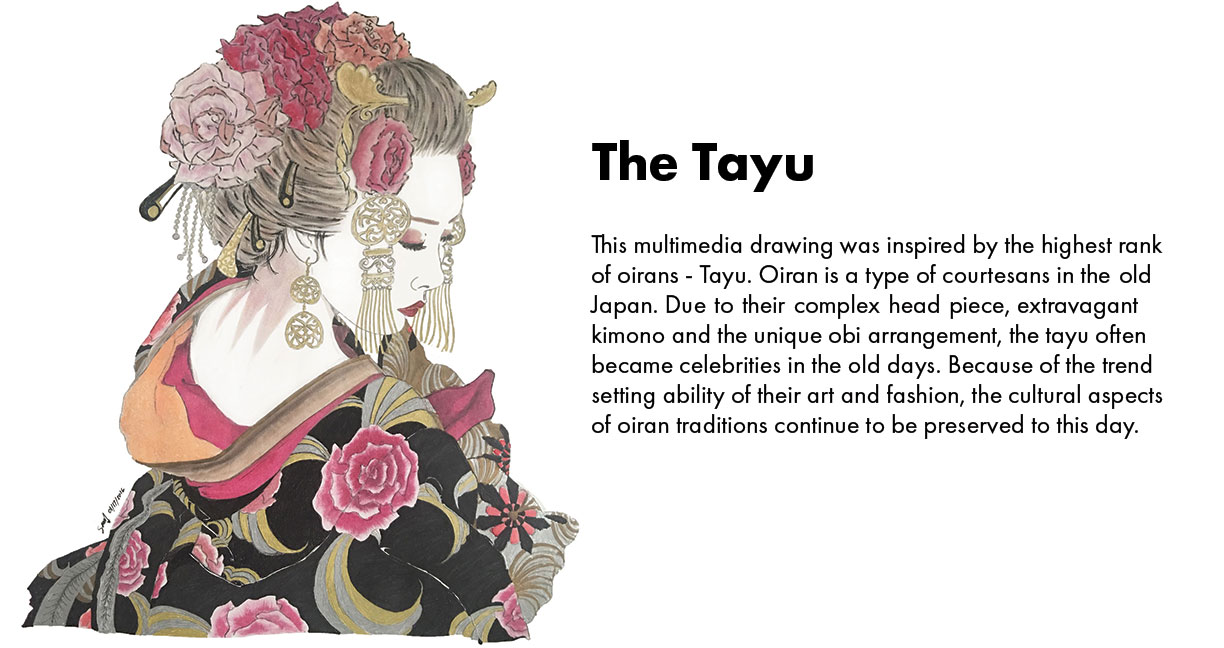 The Tayu
This multimedia drawing was inspired by the highest rank
of oirans - Tayu. Oiran is a type of courtesans in the old
Japan. Due to their complex head piece, extravagant
kimono and the unique obi arrangement, the tayu often
became celebrities in the old days. Because of the trend
setting ability of their art and fashion, the cultural aspects
of oiran traditions continue to be preserved to this day.